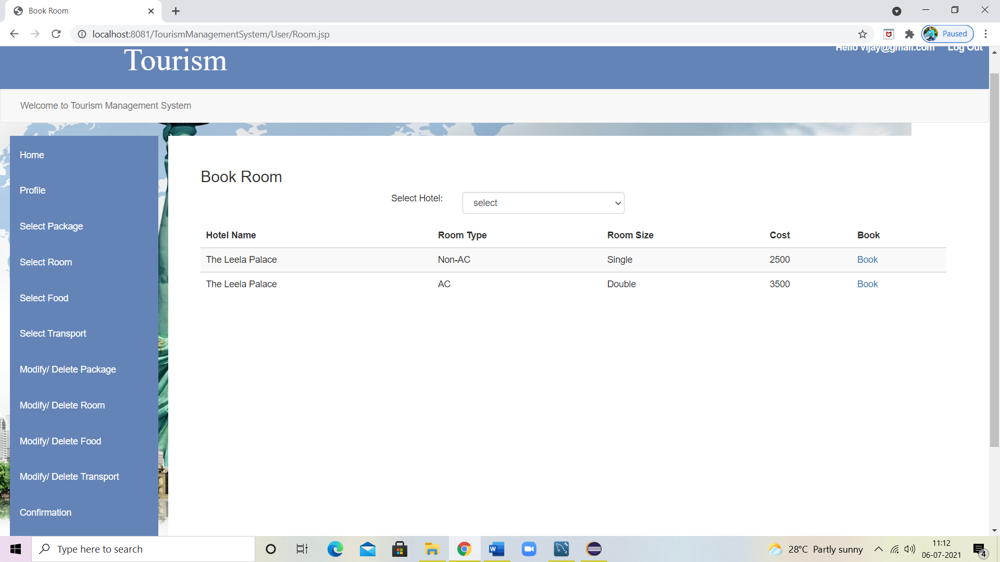 Book Room
localhost:8081/TourismManagementSystem/User/Room.jsp
Paused
Tourism
Hello vijay@gmail.com Log Out
Welcome to Tourism Management System
Home
Profile
Select Package
Select Room
Select Food
Select Transport
Modify/ Delete Package
Modify/ Delete Room
Modify/ Delete Food
Modify/ Delete Transport
Confirmation
Book Room
Select Hotel: select
Hotel Name Room Type Room Size Cost Book
The Leela Palace Non-AC Single 2500 Book
The Leela Palace AC Double 3500 Book
Type here to search
28°C Partly sunny
11:12
06-07-2021
4